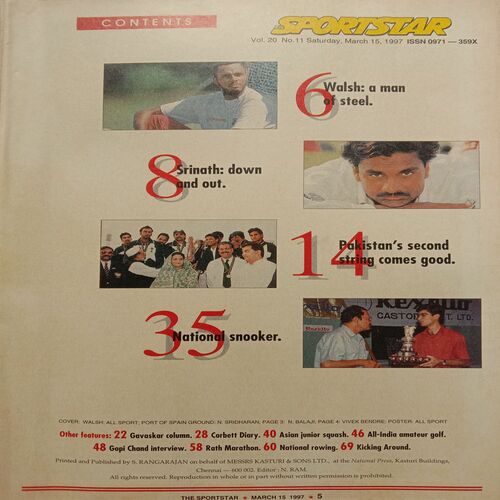 CONTENTS
SPORTSTAR
Vol. 20 No.11 Saturday, March 15, 1997 ISSN 0971 — 359X
6
Walsh: a man
of steel.
8
Srinath: down
and out.
14
Pakistan's second
string comes good.
35
National snooker.
CASTOR
T. LTD.
COVER: WALSH: ALL SPORT; PORT OF SPAIN GROUND: N. SRIDHARAN; PAGE 3: N. BALAJI; PAGE 4: VIVEK BENDRE; POSTER: ALL SPORT
Other features: 22 Gavaskar column. 28 Corbett Diary. 40 Asian junior squash. 46 All-India amateur golf.
48 Gopi Chand interview. 58 Rath Marathon. 60 National rowing. 69 Kicking Around.
Printed and Published by S. RANGARAJAN on behalf of MESSRS KASTURI & SONS LTD., at the National Press, Kasturi Buildings,
Chennai — 600 002. Editor : N. RAM.
All rights reserved. Reproduction in whole or in part without written permission is prohibited.
THE SPORTSTAR • MARCH 15 1997 • 5